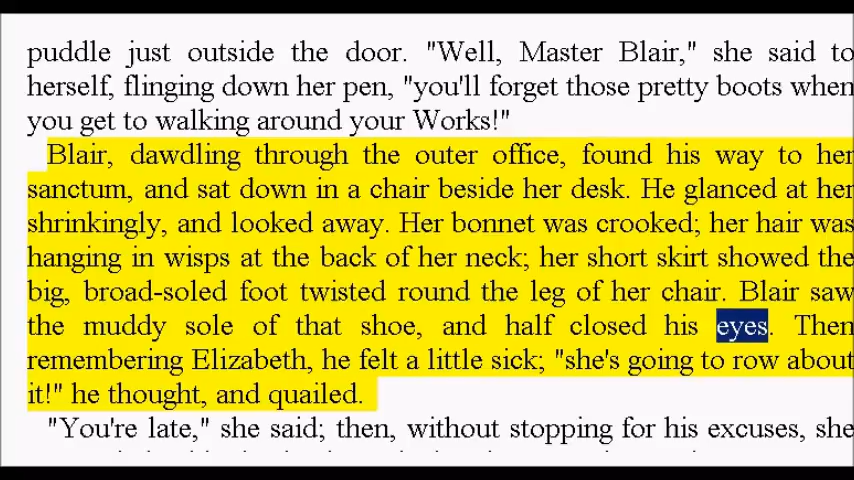 puddle just outside the door. "Well, Master Blair," she said to
herself, flinging down her pen, "you'll forget those pretty boots when
you get to walking around your Works!"
Blair, dawdling through the outer office, found his way to her
sanctum, and sat down in a chair beside her desk. He glanced at her
shrinkingly, and looked away. Her bonnet was crooked; her hair was
hanging in wisps at the back of her neck; her short skirt showed the
big, broad-soled foot twisted round the leg of her chair. Blair saw
the muddy sole of that shoe, and half closed his eyes. Then
remembering Elizabeth, he felt a little sick; "she's going to row about
it!" he thought, and quailed.
"You're late," she said; then, without stopping for his excuses, she